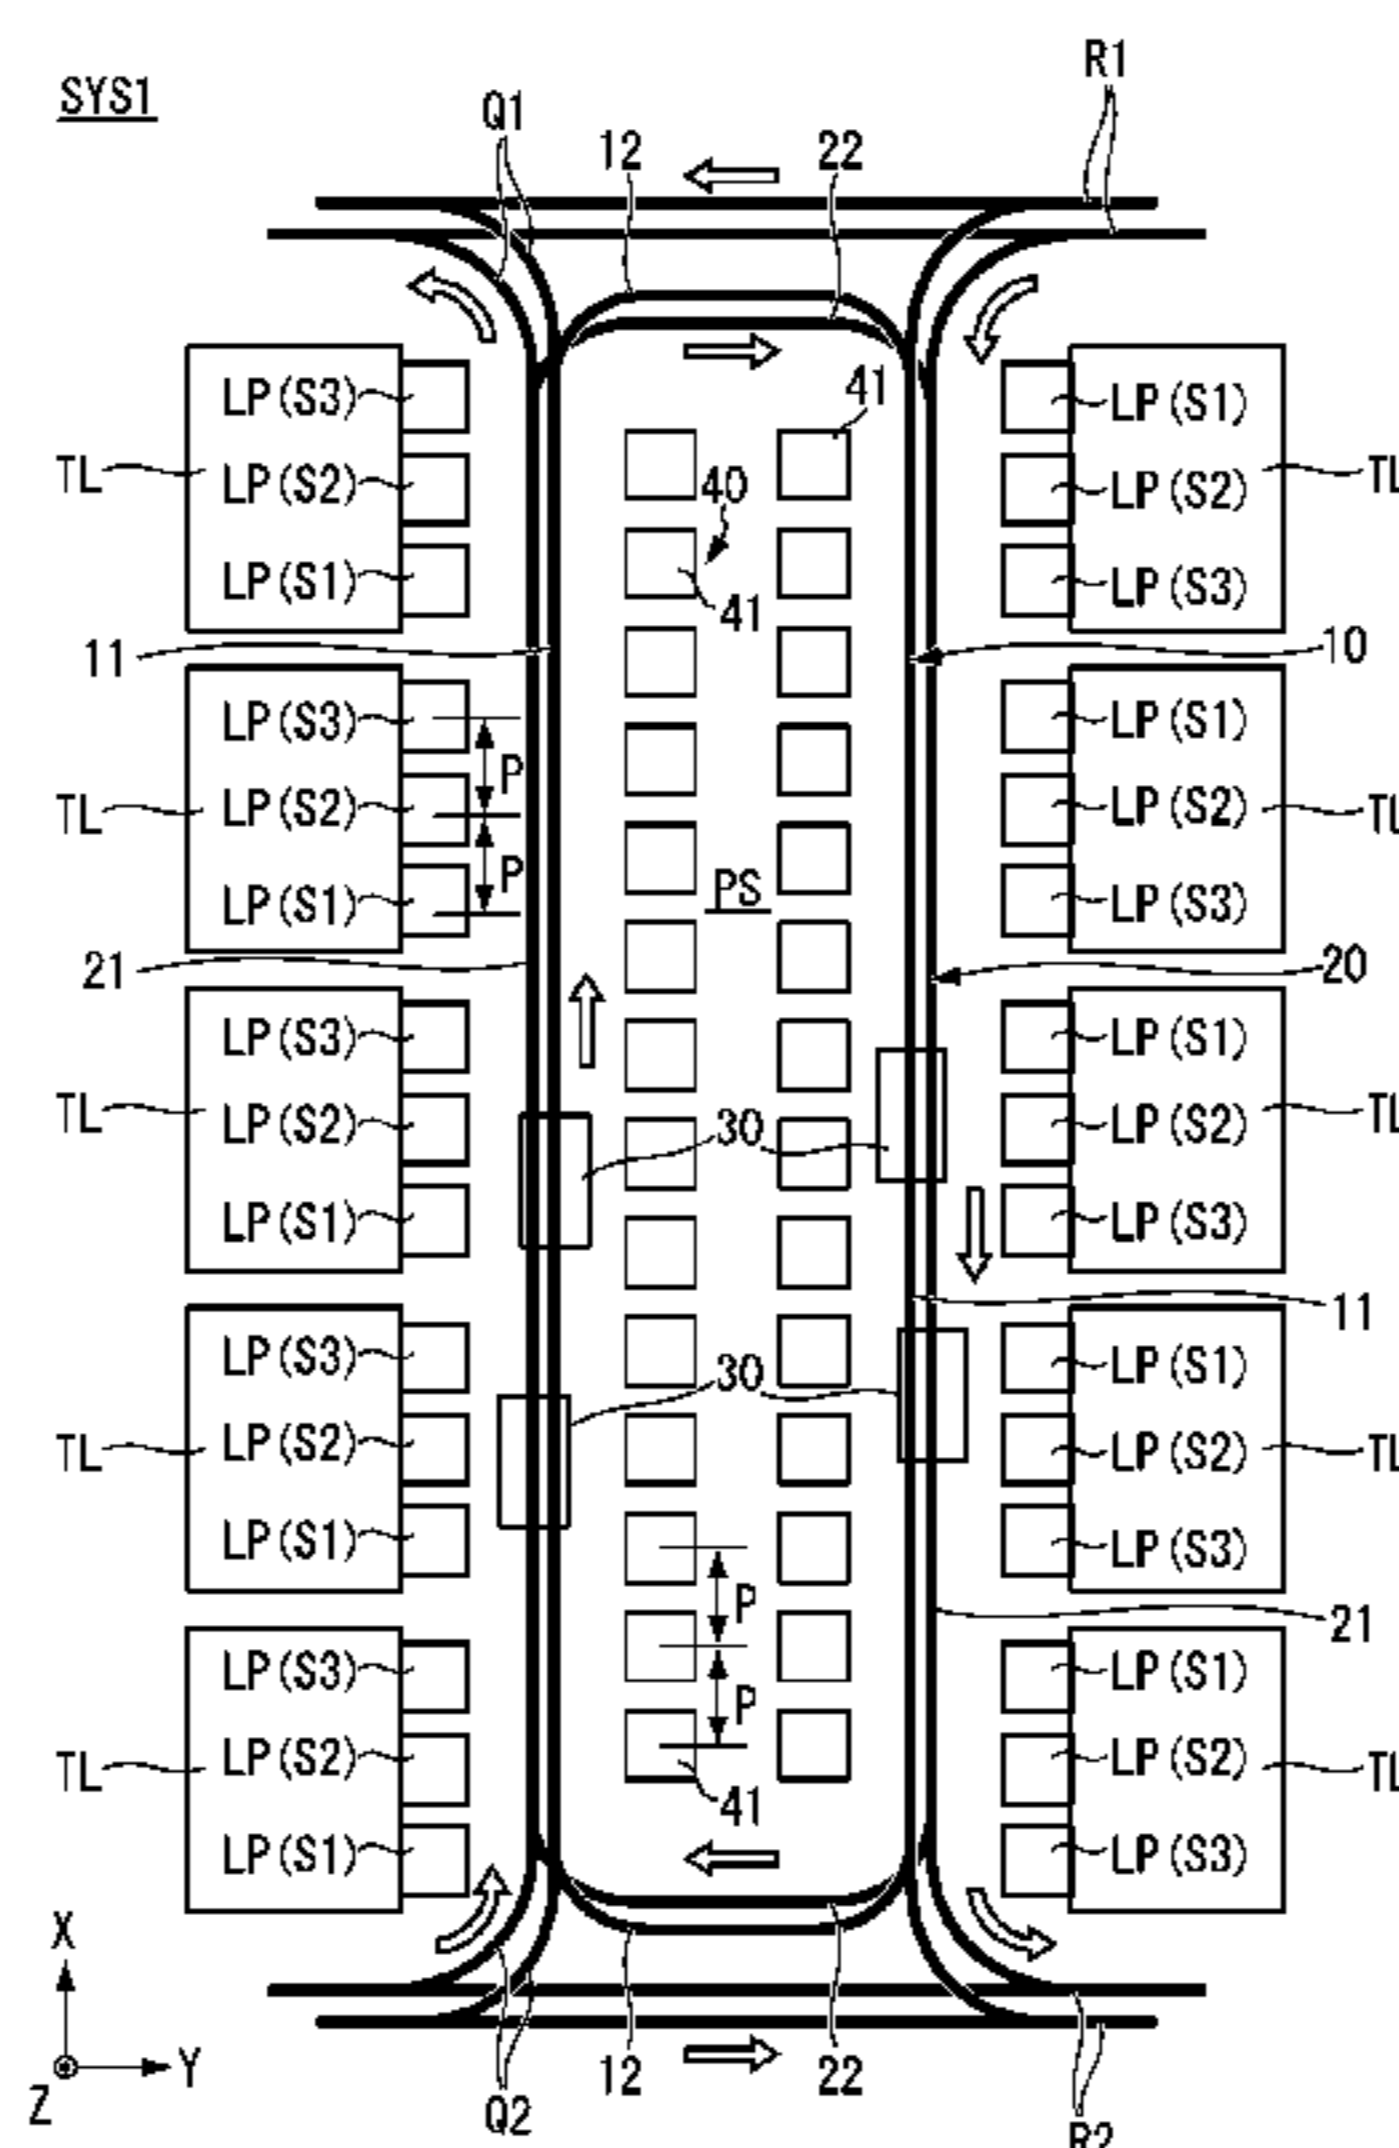 R1
SYS1
Q1
12
22
41
LP(S3)
LP(S1)
TL
LP(S2)
40
LP(S2)
TL
LP(S1)
41
LP(S3)
11
10
LP(S3)
LP(S1)
P
TL
LP(S2)
LP(S2)
TL
P
PS
LP(S1)
LP(S3)
21
20
LP(S3)
LP(S1)
TL
LP(S2)
30
LP(S2)
TL
LP(S1)
LP(S3)
11
LP(S3)
30
LP(S1)
TL
LP(S2)
LP(S2)
TL
LP(S1)
LP(S3)
P
21
LP(S3)
LP(S1)
P
TL
LP(S2)
LP(S2)
TL
41
LP(S1)
LP(S3)
X
Y
Z
12
22
Q2
R2